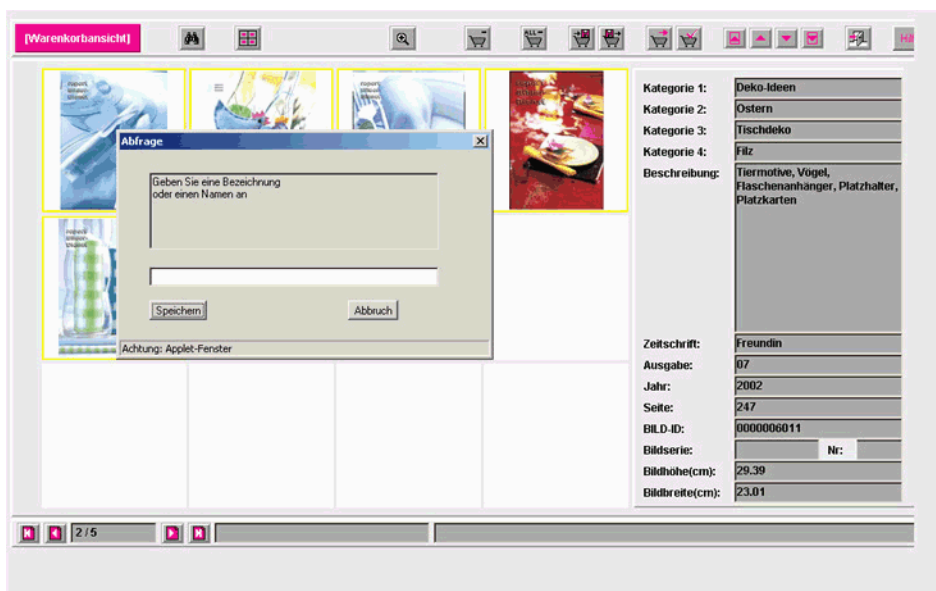 [Warenkorbansicht]
ALL
Kategorie 1: Deko-Ideen
Kategorie 2: Ostern
Kategorie 3: Tischdeko
Kategorie 4: Filz
Beschreibung: Tiermotive, Vögel,
Flaschenanhänger, Platzhalter,
Platzkarten
Abfrage
Geben Sie eine Bezeichnung
oder einen Namen an
Speichern Abbruch
Achtung: Applet-Fenster
Zeitschrift: Freundin
Ausgabe: 07
Jahr: 2002
Seite: 247
BILD-ID: 0000006011
Bildserie: Nr:
Bildhöhe(cm): 29.39
Bildbreite(cm): 23.01
2 / 5